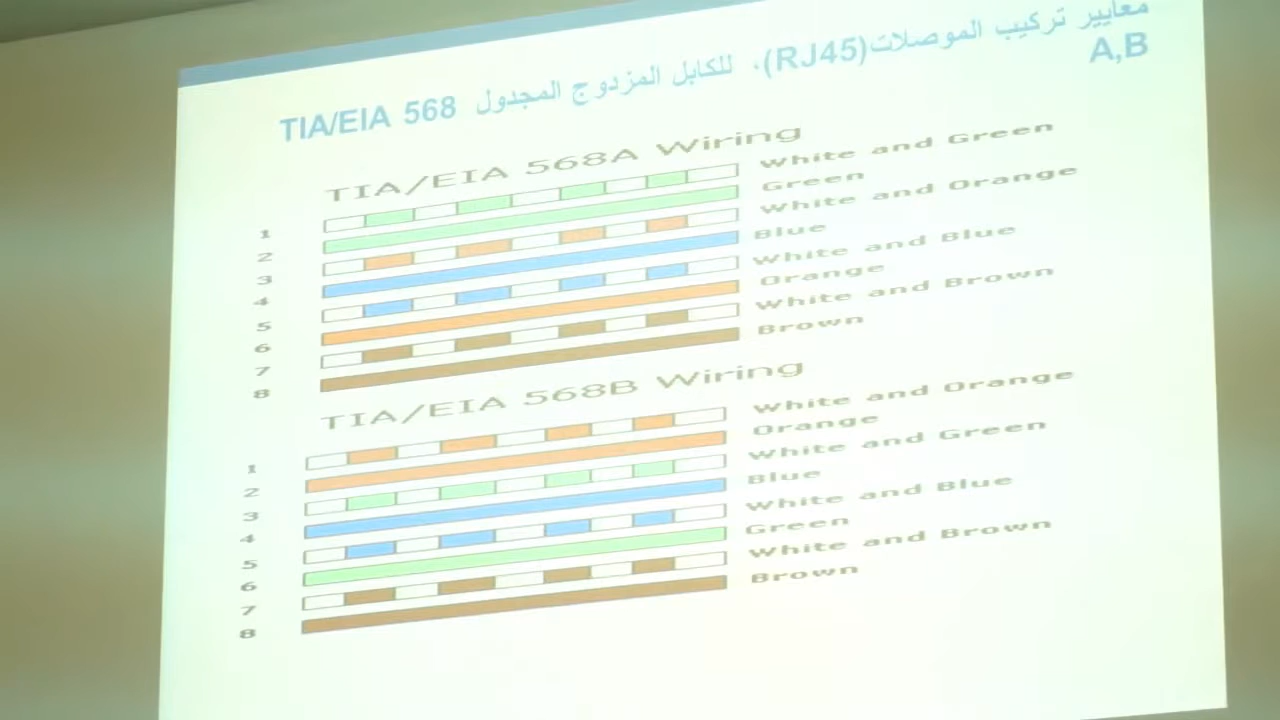 معايير تركيب الموصلات(RJ45)، للكابل المزدوج المجدول TIA/EIA 568
A,B
TIA/EIA 568A Wiring
1 White and Green
2 Green
3 White and Orange
4 Blue
5 White and Blue
6 Orange
7 White and Brown
8 Brown
TIA/EIA 568B Wiring
1 White and Orange
2 Orange
3 White and Green
4 Blue
5 White and Blue
6 Green
7 White and Brown
8 Brown